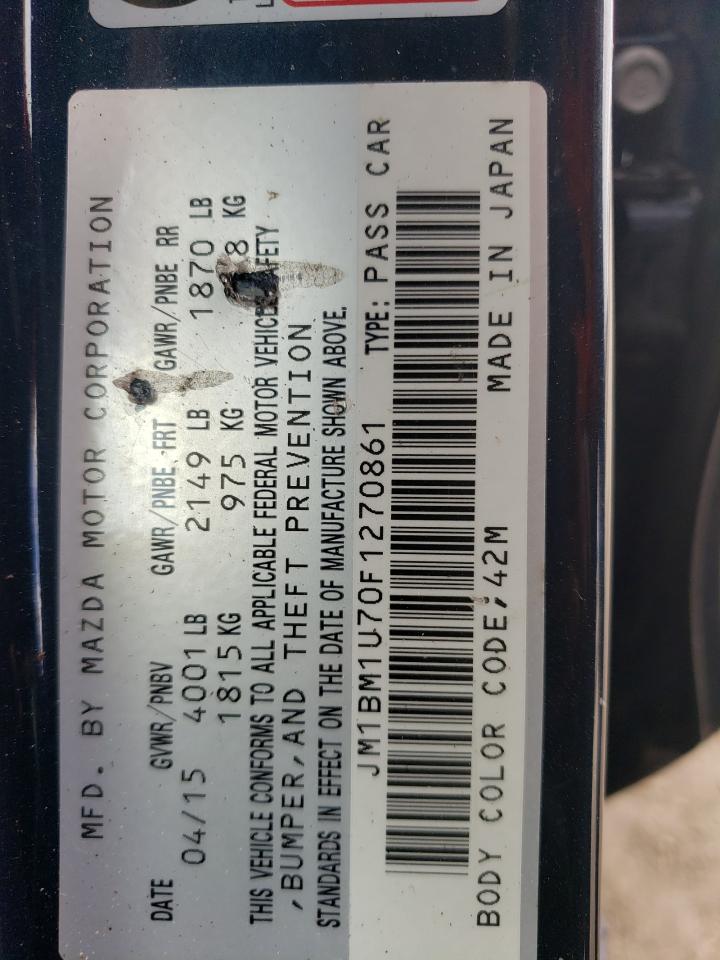 MFD. BY MAZDA MOTOR CORPORATION
DATE GVWR/PNBV GAWR/PNBE FRT GAWR/PNBE RR
04/15 4001 LB 2149 LB 1870 LB
1815 KG 975 KG 8 KG
THIS VEHICLE CONFORMS TO ALL APPLICABLE FEDERAL MOTOR VEHICLE SAFETY
,BUMPER,AND THEFT PREVENTION
STANDARDS IN EFFECT ON THE DATE OF MANUFACTURE SHOWN ABOVE.
JM1BM1U70F1270861 TYPE: PASS CAR
BODY COLOR CODE:42M MADE IN JAPAN